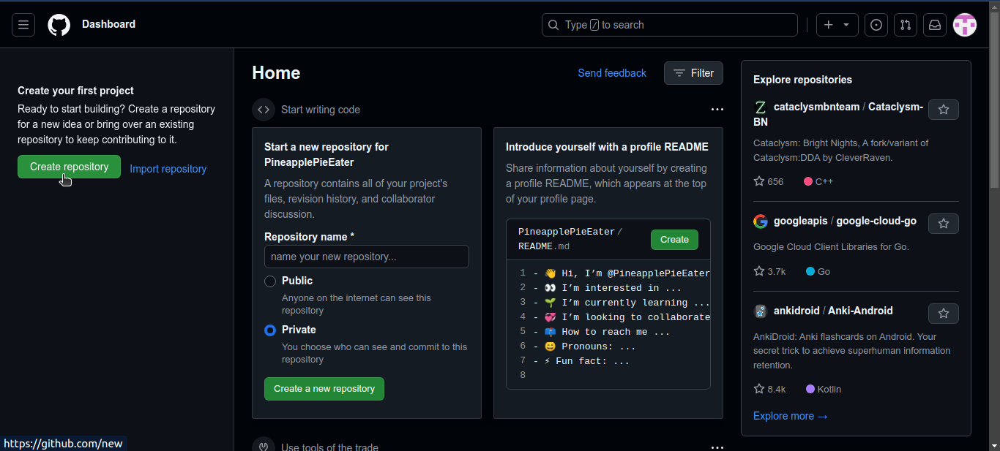 Dashboard
Type / to search
Create your first project
Ready to start building? Create a repository
for a new idea or bring over an existing
repository to keep contributing to it.
Create repository
Import repository
https://github.com/new
Home
Send feedback
Filter
Start writing code
Start a new repository for
PineapplePieEater
A repository contains all of your project's
files, revision history, and collaborator
discussion.
Repository name *
name your new repository...
Public
Anyone on the internet can see this
repository
Private
You choose who can see and commit to this
repository
Create a new repository
Introduce yourself with a profile README
Share information about yourself by creating
a profile README, which appears at the top
of your profile page.
PineapplePieEater /
README.md
Create
1 - 👋 Hi, I’m @PineapplePieEater
2 - 👀 I’m interested in ...
3 - 🌱 I’m currently learning ...
4 - 💞️ I’m looking to collaborate
5 - 📫 How to reach me ...
6 - 😄 Pronouns: ...
7 - ⚡ Fun fact: ...
8
Use tools of the trade
Explore repositories
cataclysmbnteam / Cataclysm-
BN
Cataclysm: Bright Nights, A fork/variant of
Cataclysm:DDA by CleverRaven.
656 C++
googleapis / google-cloud-go
Google Cloud Client Libraries for Go.
3.7k Go
ankidroid / Anki-Android
AnkiDroid: Anki flashcards on Android. Your
secret trick to achieve superhuman information
retention.
8.4k Kotlin
Explore more →